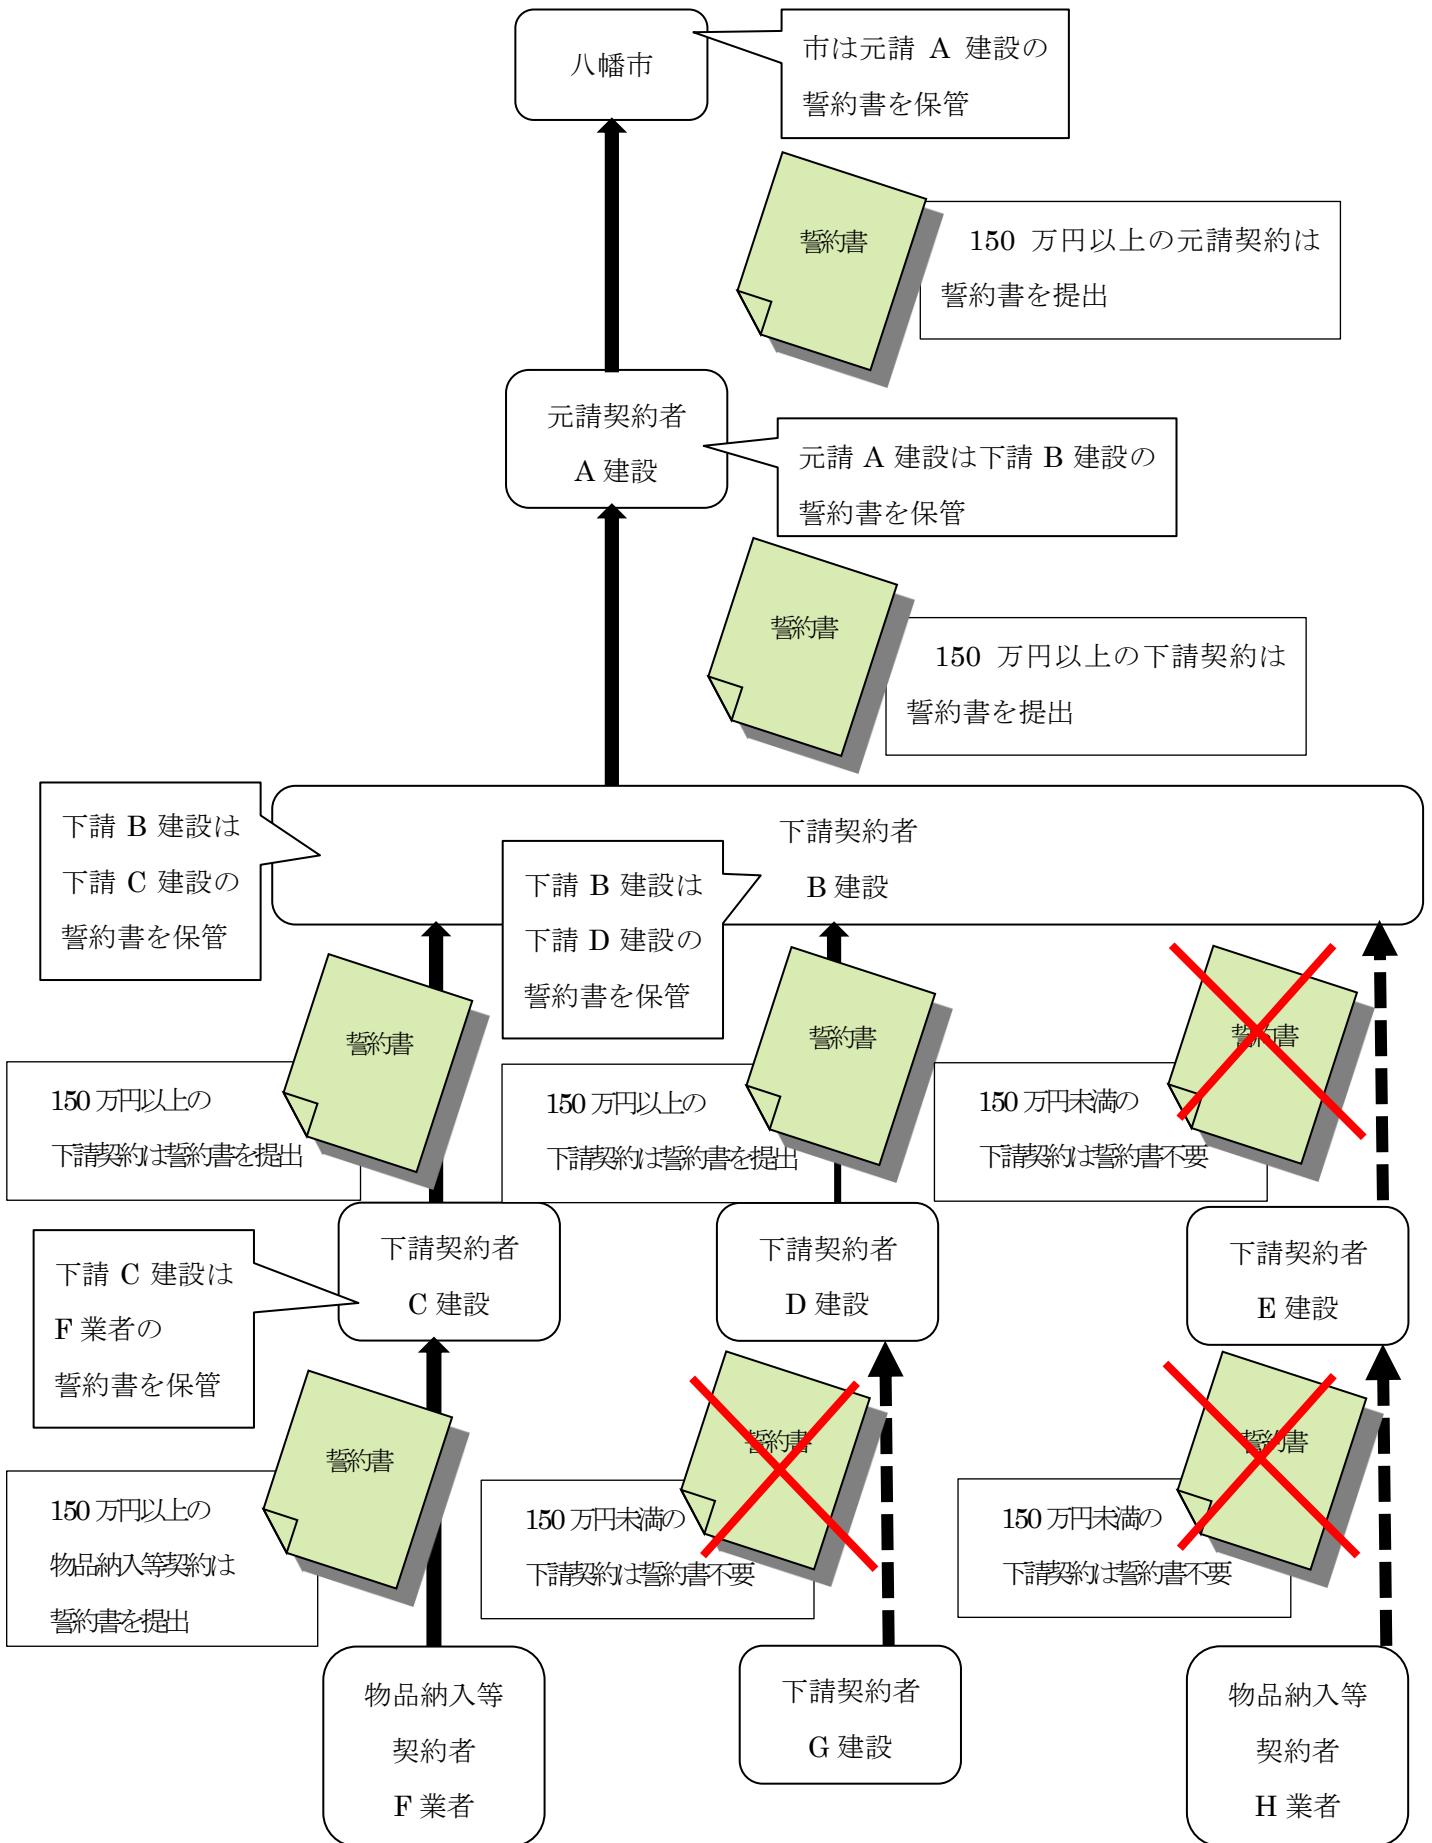 八幡市
市は元請 A 建設の
誓約書を保管
誓約書
150 万円以上の元請契約は
誓約書を提出
元請契約者
A 建設
元請 A 建設は下請 B 建設の
誓約書を保管
誓約書
150 万円以上の下請契約は
誓約書を提出
下請 B 建設は
下請 C 建設の
誓約書を保管
下請契約者
B 建設
下請 B 建設は
下請 D 建設の
誓約書を保管
誓約書
150 万円以上の
下請契約は誓約書を提出
誓約書
150 万円以上の
下請契約は誓約書を提出
誓約書
150 万円未満の
下請契約は誓約書不要
下請 C 建設は
F 業者の
誓約書を保管
下請契約者
C 建設
下請契約者
D 建設
下請契約者
E 建設
誓約書
150 万円以上の
物品納入等契約は
誓約書を提出
誓約書
150 万円未満の
下請契約は誓約書不要
誓約書
150 万円未満の
下請契約は誓約書不要
物品納入等
契約者
F 業者
下請契約者
G 建設
物品納入等
契約者
H 業者